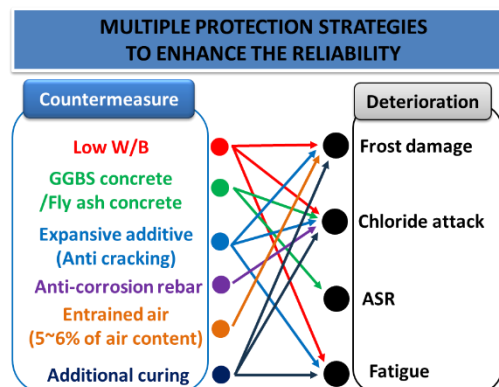 MULTIPLE PROTECTION STRATEGIES
TO ENHANCE THE RELIABILITY
Countermeasure
Low W/B
GGBS concrete
/Fly ash concrete
Expansive additive
(Anti cracking)
Anti-corrosion rebar
Entrained air
(5~6% of air content)
Additional curing
Deterioration
Frost damage
Chloride attack
ASR
Fatigue